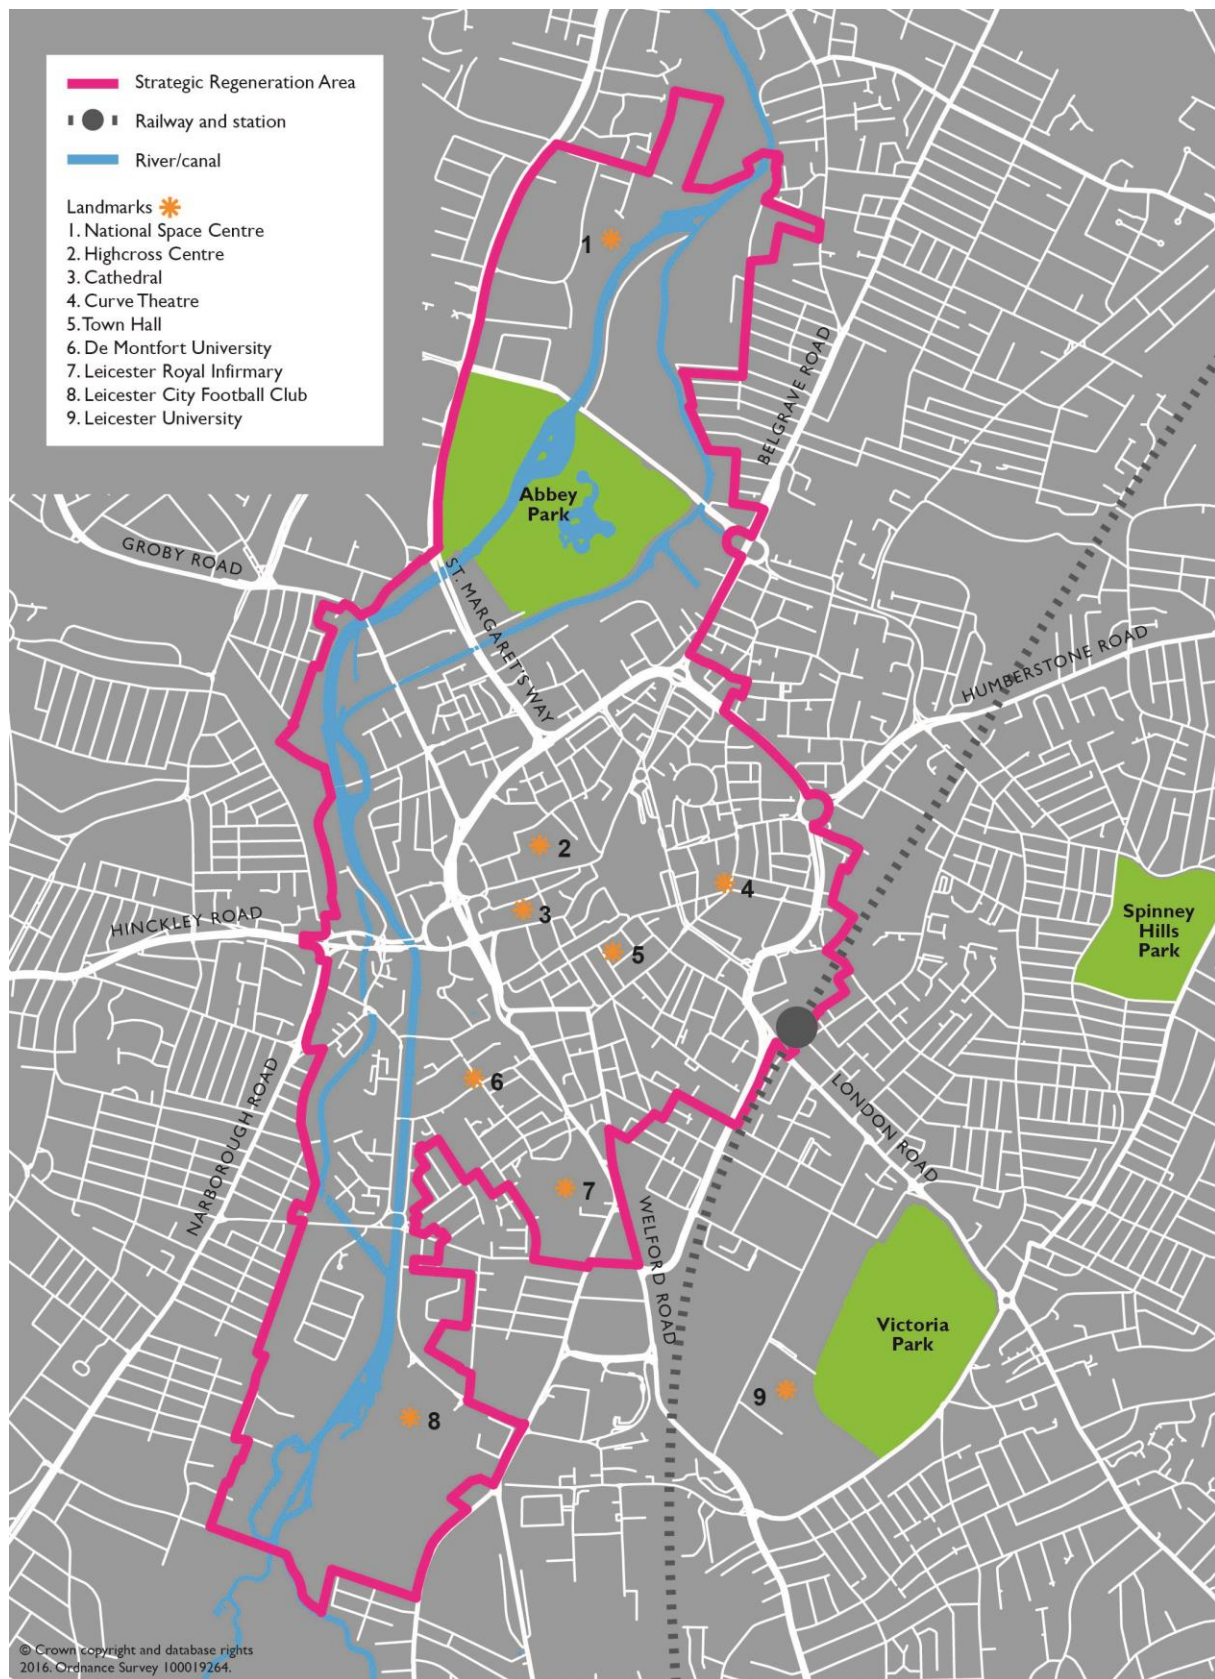 Strategic Regeneration Area
Railway and station
River/canal
Landmarks
1. National Space Centre
2. Highcross Centre
3. Cathedral
4. Curve Theatre
5. Town Hall
6. De Montfort University
7. Leicester Royal Infirmary
8. Leicester City Football Club
9. Leicester University
1
BELGRAVE ROAD
Abbey
Park
GROBY ROAD
ST. MARGARET'S WAY
HUMBERSTONE ROAD
2
4
3
HINCKLEY ROAD
5
Spinney
Hills
Park
6
NARBOROUGH ROAD
LONDON ROAD
7
WELFORD ROAD
Victoria
Park
9
8
© Crown copyright and database rights
2016. Ordnance Survey 100019264.